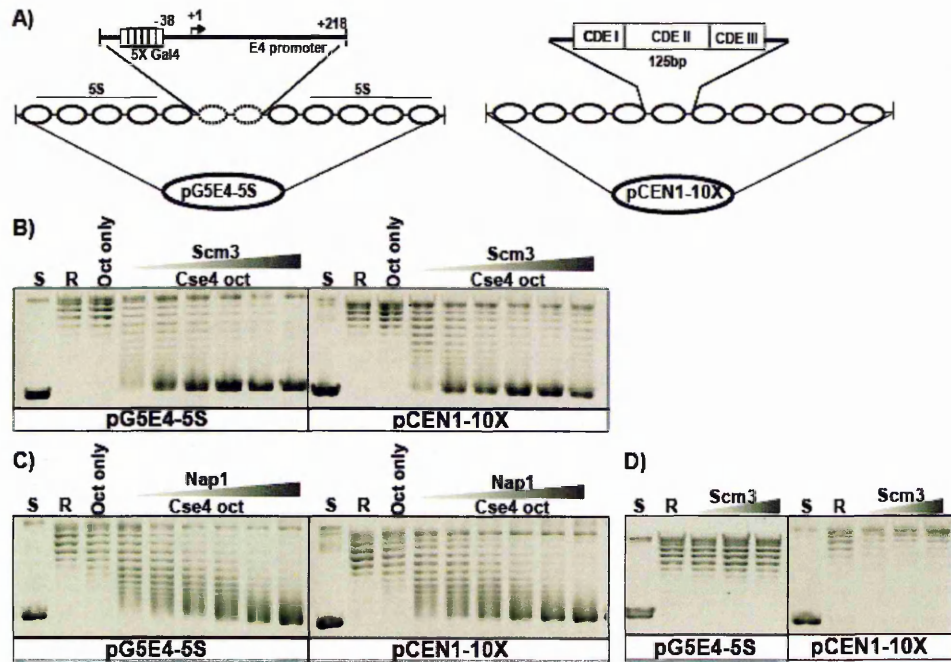 A)
-38 +1 +218
5X Gal4 E4 promoter
5S 5S
pG5E4-5S
CDE I CDE II CDE III
125bp
pCEN1-10X
B)
S R Oct only Scm3
Cse4 oct
S R Oct only Scm3
Cse4 oct
pG5E4-5S pCEN1-10X
C)
S R Oct only Nap1
Cse4 oct
S R Oct only Nap1
Cse4 oct
pG5E4-5S pCEN1-10X
D)
S R Scm3
S R Scm3
pG5E4-5S pCEN1-10X